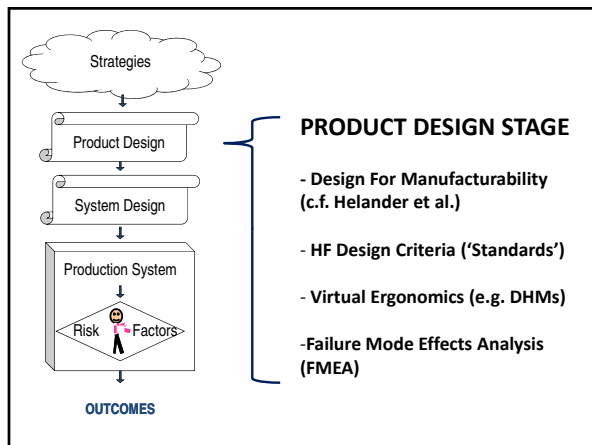 Strategies
Product Design
System Design
Production System
Risk Factors
OUTCOMES
PRODUCT DESIGN STAGE
- Design For Manufacturability
(c.f. Helander et al.)
- HF Design Criteria (‘Standards’)
- Virtual Ergonomics (e.g. DHMs)
-Failure Mode Effects Analysis
(FMEA)